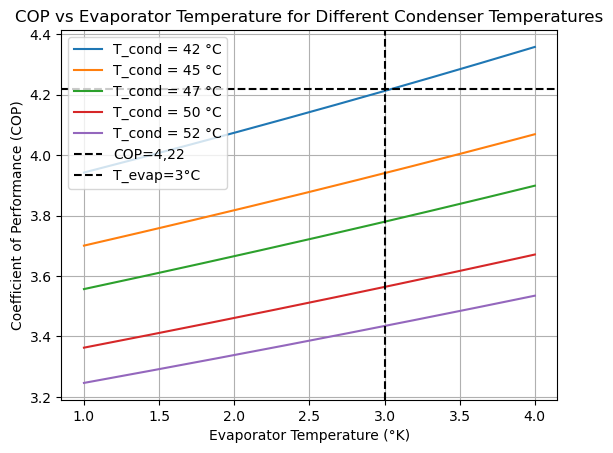 COP vs Evaporator Temperature for Different Condenser Temperatures
4.4
4.2
4.0
3.8
3.6
3.4
3.2
Coefficient of Performance (COP)
T_cond = 42 °C
T_cond = 45 °C
T_cond = 47 °C
T_cond = 50 °C
T_cond = 52 °C
COP=4,22
T_evap=3°C
1.0 1.5 2.0 2.5 3.0 3.5 4.0
Evaporator Temperature (°K)